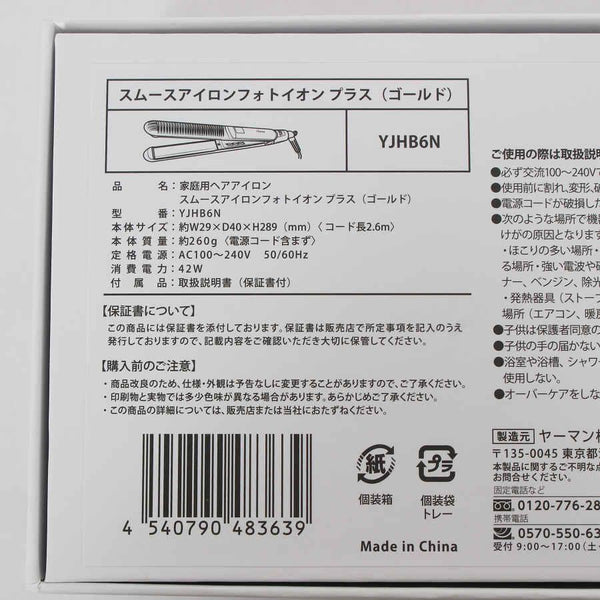 スムースアイロンフォトイオン プラス（ゴールド）
YJHB6N
品名：家庭用ヘアアイロン
スムースアイロンフォトイオン プラス（ゴールド）
型番：YJHB6N
本体サイズ：約W29×D40×H289（mm）〈 コード長2.6m〉
本体質量：約260g〈電源コード含まず〉
定格電源：AC100〜240V 50/60Hz
消費電力：42W
付属品：取扱説明書（保証書付）
【保証書について】
この商品には保証書を添付しております。保証書は販売店で所定事項を記入のうえ
発行しておりますので、記載内容をご確認いただき大切に保管してください。
【購入前のご注意】
・商品改良のため、仕様・外観は予告なしに変更することがありますが、ご了承ください。
・印刷物と実物では多少色味が異なる場合があります。あらかじめご了承ください。
・この商品の詳細については、販売店または当社におたずねください。
4 540790 483639
紙
個装箱
プラ
個装袋
トレー
Made in China
ご使用の際は取扱説明
●必ず交流100〜240V
●使用前に割れ、変形、破
●電源コードが破損した
●次のような場所で機
けがの原因となります
・ほこりの多い場所・
る場所・強い電波や磁
ナー、ベンジン、除光
・発熱器具（ストーブ
場所（エアコン、暖房
●子供は保護者同意の
●子供の手の届かない
●浴室や浴槽、シャワ
使用しない。
●オーバーケアをしな
製造元 ヤーマン株
〒135-0045 東京都
本製品に関するご不明な点
お問合せください。
固定電話など
0120-776-28
携帯電話
0570-550-63
受付 9:00〜17:00（土・